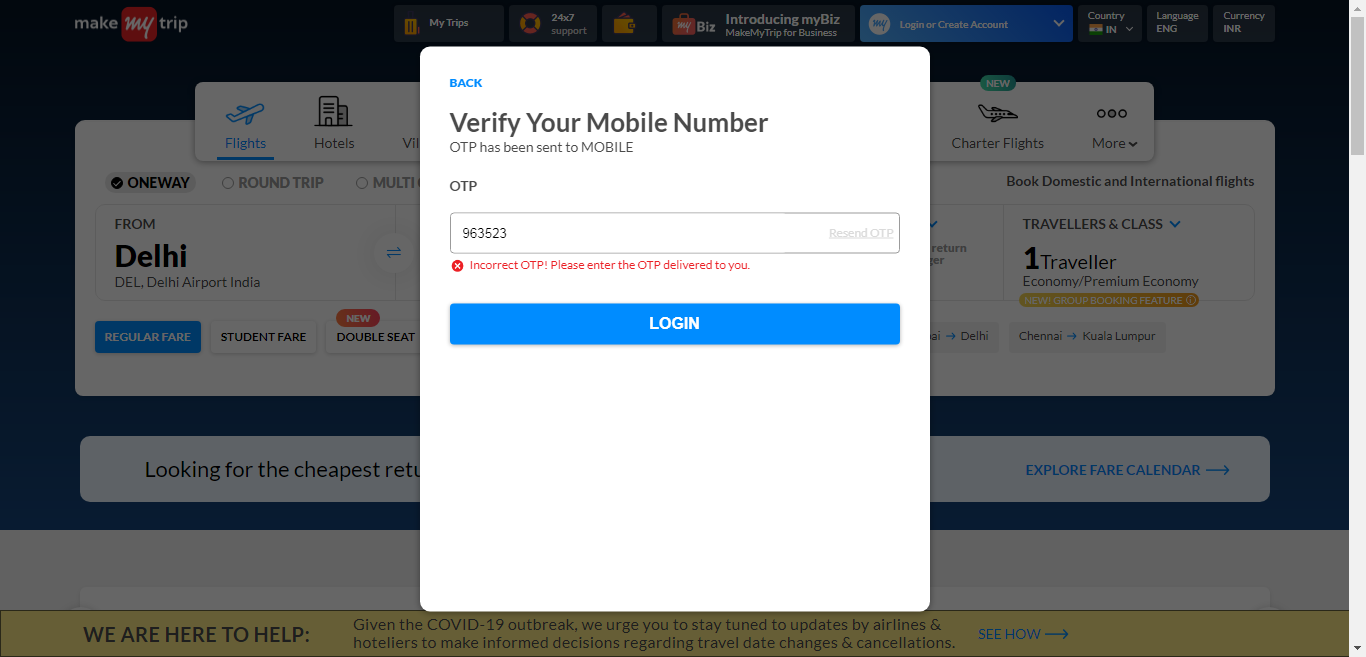 make my trip
My Trips
24x7
support
my Biz
Introducing myBiz
MakeMyTrip for Business
my
Login or Create Account
Country
IN
Language
ENG
Currency
INR
BACK
Verify Your Mobile Number
OTP has been sent to MOBILE
OTP
963523
Resend OTP
Incorrect OTP! Please enter the OTP delivered to you.
LOGIN
Flights
Hotels
NEW
Charter Flights
More
ONEWAY
ROUND TRIP
MULTI
Book Domestic and International flights
FROM
Delhi
DEL, Delhi Airport India
return
TRAVELLERS & CLASS
1 Traveller
Economy/Premium Economy
NEW! GROUP BOOKING FEATURE
REGULAR FARE
STUDENT FARE
NEW
DOUBLE SEAT
→ Delhi
Chennai → Kuala Lumpur
Looking for the cheapest
EXPLORE FARE CALENDAR
WE ARE HERE TO HELP:
Given the COVID-19 outbreak, we urge you to stay tuned to updates by airlines &
hoteliers to make informed decisions regarding travel date changes & cancellations.
SEE HOW